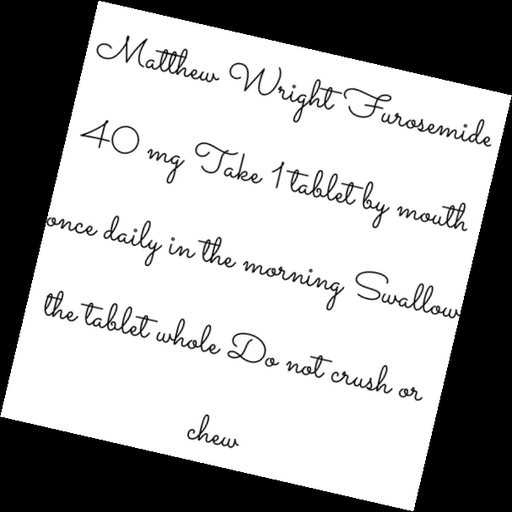 Matthew Wright Furosemide
40 mg Take 1 tablet by mouth
once daily in the morning Swallow
the tablet whole Do not crush or
chew